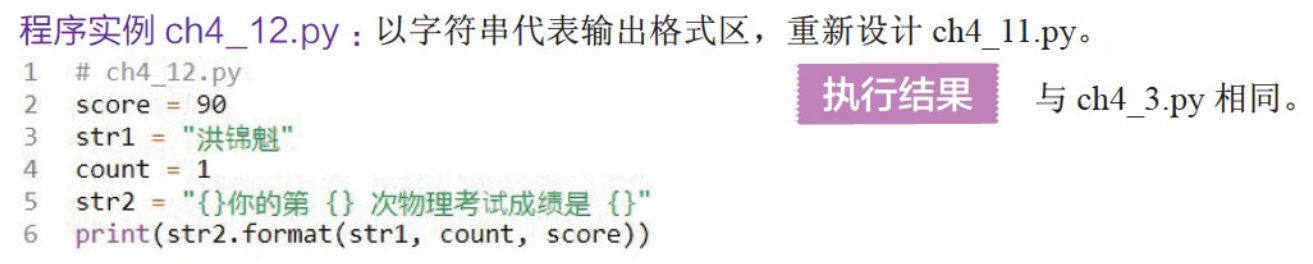 程序实例 ch4_12.py：以字符串代表输出格式区，重新设计 ch4_11.py。
1 # ch4_12.py
2 score = 90
3 str1 = "洪锦魁"
4 count = 1
5 str2 = "{}你的第 {} 次物理考试成绩是 {}"
6 print(str2.format(str1, count, score))
执行结果 与 ch4_3.py 相同。